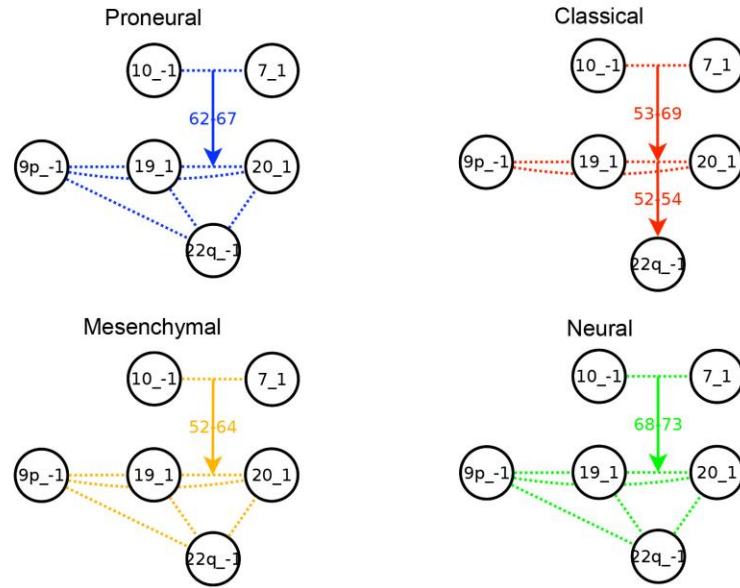 Proneural
10_-1
7_1
62-67
9p_-1
19_1
20_1
22q_-1
Classical
10_-1
7_1
53-69
9p_-1
19_1
20_1
52-54
22q_-1
Mesenchymal
10_-1
7_1
52-64
9p_-1
19_1
20_1
22q_-1
Neural
10_-1
7_1
68-73
9p_-1
19_1
20_1
22q_-1